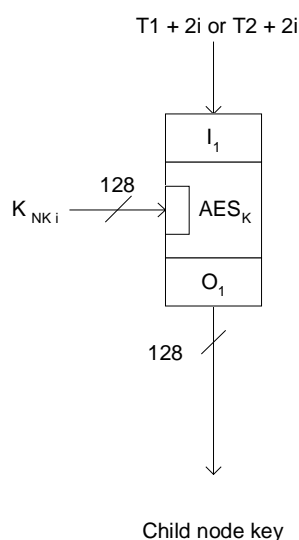 T1 + 2i or T2 + 2i
I1
128
K NK i
AESK
O1
128
Child node key